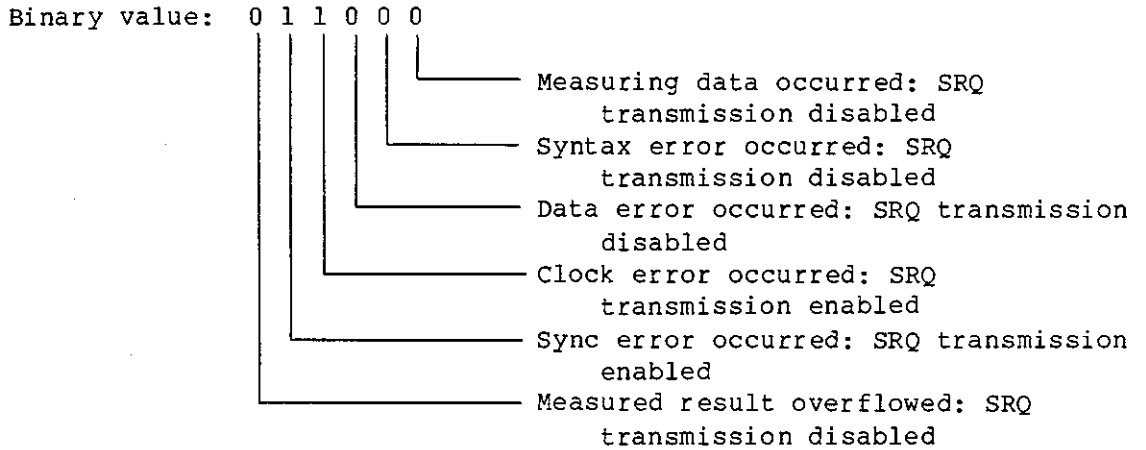 Binary value: 0 1 1 0 0 0
Measuring data occurred: SRQ
transmission disabled
Syntax error occurred: SRQ
transmission disabled
Data error occurred: SRQ transmission
disabled
Clock error occurred: SRQ
transmission enabled
Sync error occurred: SRQ transmission
enabled
Measured result overflowed: SRQ
transmission disabled